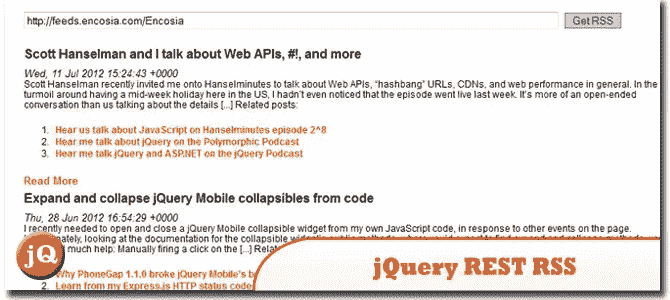 http://feeds.encosia.com/Encosia
Get RSS
Scott Hanselman and I talk about Web APIs, #!, and more
Wed, 11 Jul 2012 15:24:43 +0000
Scott Hanselman recently invited me onto Hanselminutes to talk about Web APIs, “hashbang” URLs, CDNs, and web performance in general. In the
turmoil around having a mid-week holiday here in the US, I hadn't even noticed that the episode went live last week. It's more of an open-ended
conversation than us talking about the details [...] Related posts:
1. Hear us talk about JavaScript on Hanselminutes episode 2^8
2. Hear me talk about jQuery on the Polymorphic Podcast
3. Hear me talk jQuery and ASP.NET on the jQuery Podcast
Read More
Expand and collapse jQuery Mobile collapsibles from code
Thu, 28 Jun 2012 16:54:29 +0000
I recently needed to open and close a jQuery Mobile collapsible widget from my own JavaScript code, in response to other events on the page.
looking at the documentation for the collapsible
much help: Manually firing a click on the [...]
Why PhoneGap 1.1.0 broke jQuery Mobile's
Learn from my Express.js HTTP status code
jQ
jQuery REST RSS